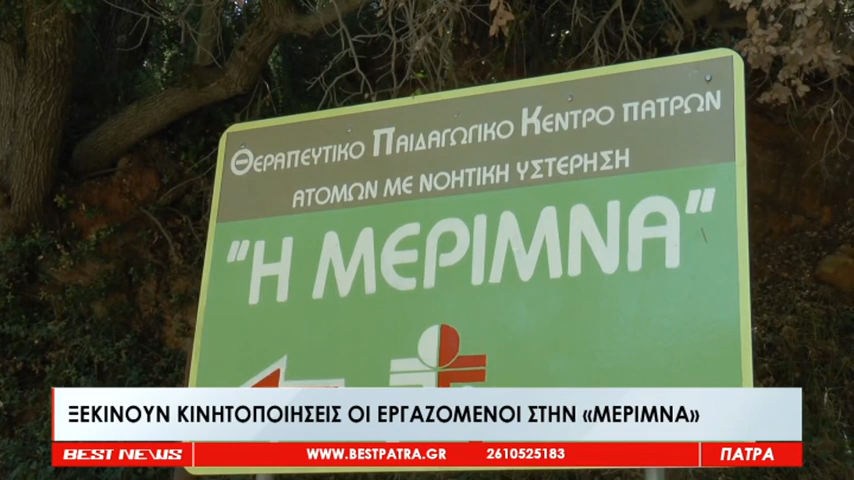 ΘΕΡΑΠΕΥΤΙΚΟ ΠΑΙΔΑΓΩΓΙΚΟ ΚΕΝΤΡΟ ΠΑΤΡΩΝ
ΑΤΟΜΩΝ ΜΕ ΝΟΗΤΙΚΗ ΥΣΤΕΡΗΣΗ
"Η ΜΕΡΙΜΝΑ"
ΞΕΚΙΝΟΥΝ ΚΙΝΗΤΟΠΟΙΗΣΕΙΣ ΟΙ ΕΡΓΑΖΟΜΕΝΟΙ ΣΤΗΝ «ΜΕΡΙΜΝΑ»
BEST NEWS WWW.BESTPATRA.GR 2610525183 ΠΑΤΡΑ